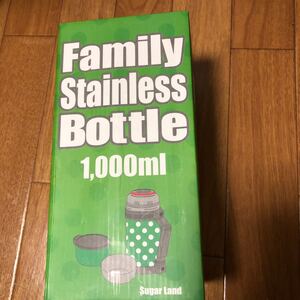 Family
Stainless
Bottle
1,000ml
Sugar Land